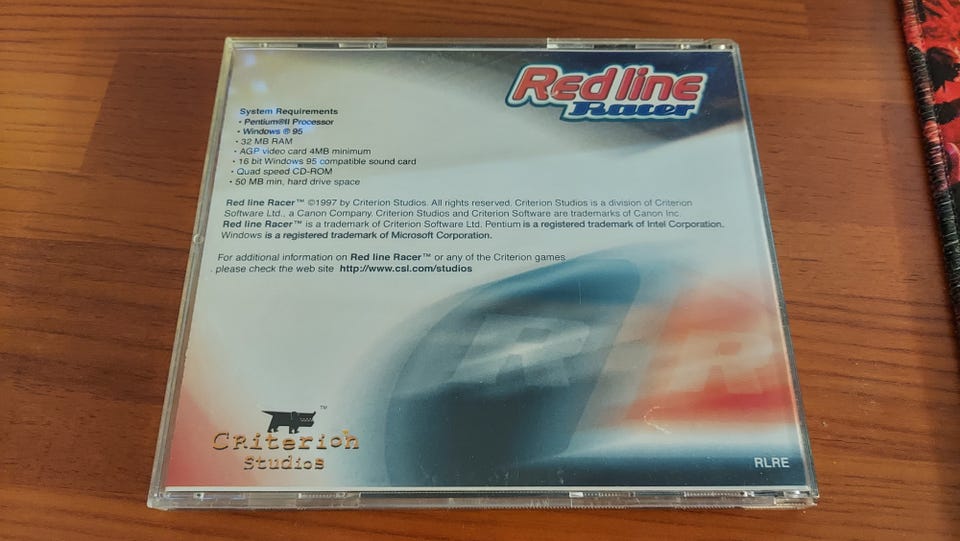 Red line
Racer
System Requirements
• Pentium®II Processor
• Windows ® 95
• 32 MB RAM
• AGP video card 4MB minimum
• 16 bit Windows 95 compatible sound card
• Quad speed CD-ROM
• 50 MB min, hard drive space
Red line Racer™ ©1997 by Criterion Studios. All rights reserved. Criterion Studios is a division of Criterion
Software Ltd., a Canon Company. Criterion Studios and Criterion Software are trademarks of Canon Inc.
Red line Racer™ is a trademark of Criterion Software Ltd. Pentium is a registered trademark of Intel Corporation.
Windows is a registered trademark of Microsoft Corporation.
For additional information on Red line Racer™ or any of the Criterion games
please check the web site http://www.csl.com/studios
R R
™
Criterion
Studios
RLRE